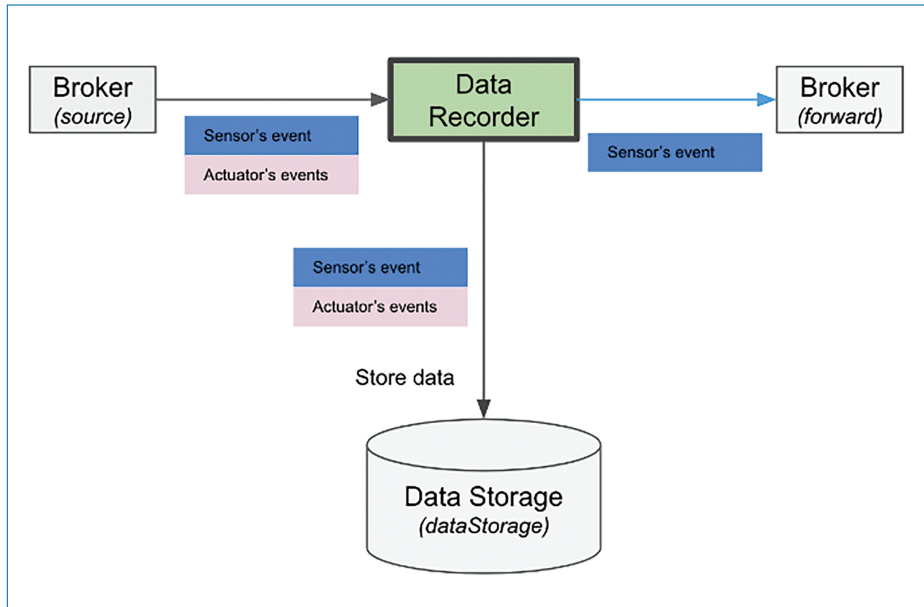 Broker
(source)
Data
Recorder
Broker
(forward)
Sensor's event
Actuator's events
Sensor's event
Sensor's event
Actuator's events
Store data
Data Storage
(dataStorage)